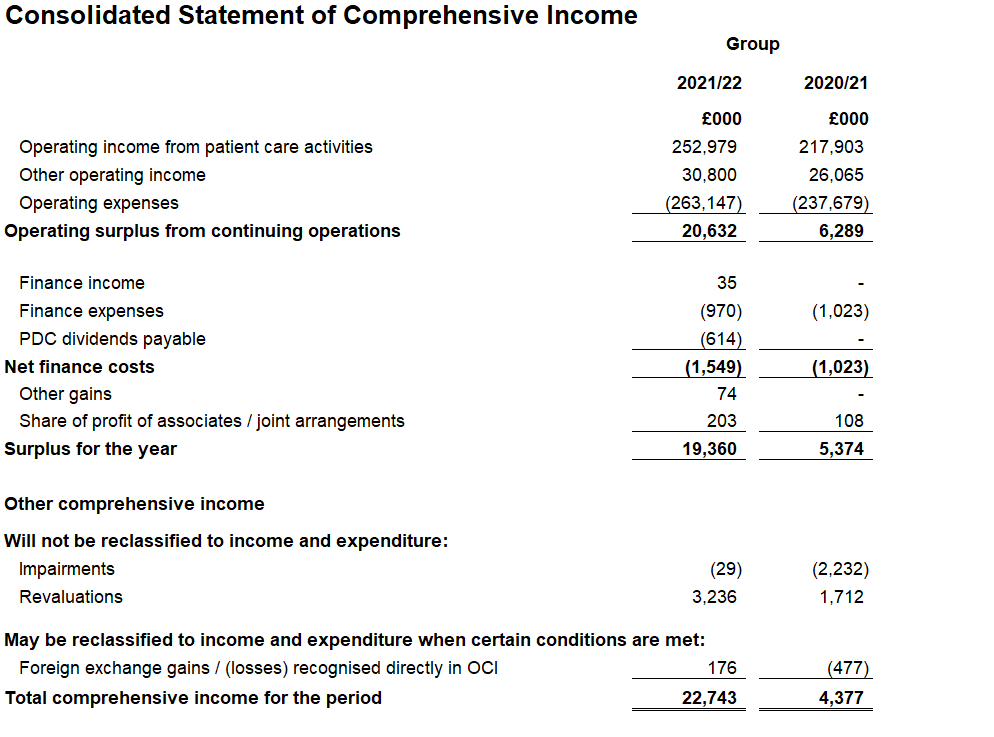 Consolidated Statement of Comprehensive Income
Group
2021/22 2020/21
£000 £000
Operating income from patient care activities 252,979 217,903
Other operating income 30,800 26,065
Operating expenses (263,147) (237,679)
Operating surplus from continuing operations 20,632 6,289
Finance income 35 -
Finance expenses (970) (1,023)
PDC dividends payable (614) -
Net finance costs (1,549) (1,023)
Other gains 74 -
Share of profit of associates / joint arrangements 203 108
Surplus for the year 19,360 5,374
Other comprehensive income
Will not be reclassified to income and expenditure:
Impairments (29) (2,232)
Revaluations 3,236 1,712
May be reclassified to income and expenditure when certain conditions are met:
Foreign exchange gains / (losses) recognised directly in OCI 176 (477)
Total comprehensive income for the period 22,743 4,377